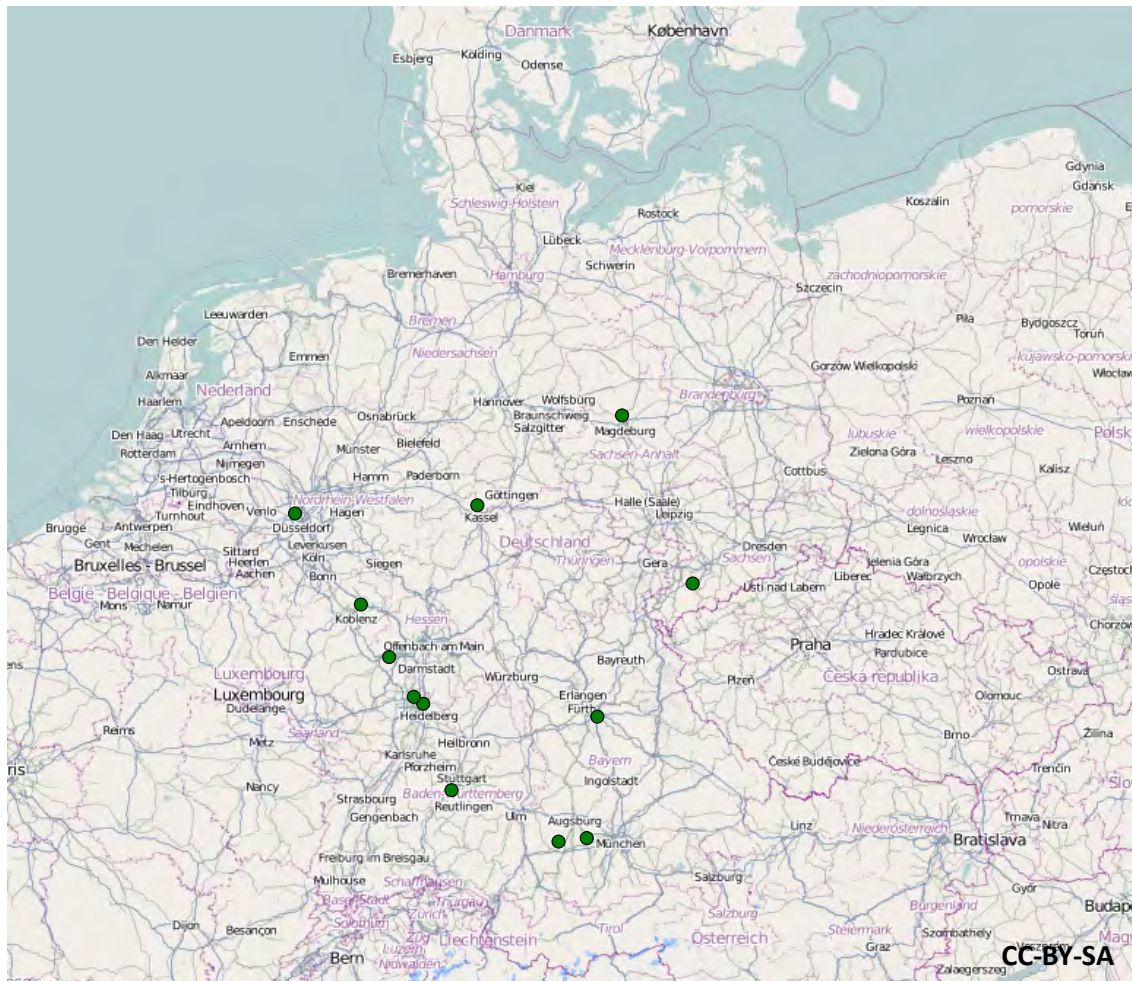 Danmark
København
Esbjerg
Kolding
Odense
Gdynia
Gdańsk
Kiel
Schleswig-Holstein
Rostock
Koszalin
pomorskie
Lübeck
Mecklenburg-Vorpommern
Schwerin
Bremerhaven
Hamburg
zachodniopomorskie
Szczecin
Leeuwarden
Bremen
Piła
Bydgoszcz
Toruń
Den Helder
Emmen
Niedersachsen
kujawsko-pomorski
Włocław
Alkmaar
Gorzów Wielkopolski
Nederland
Haarlem
Apeldoorn
Enschede
Osnabrück
Hannover
Wolfsburg
Braunschweig
Salzgitter
Brandenburg
Poznań
Den Haag
Utrecht
Magdeburg
lubuskie
wielkopolskie
Polsk
Rotterdam
Arnhem
Münster
Bielefeld
Sachsen-Anhalt
Zielona Góra
Leszno
Nijmegen
's-Hertogenbosch
Hamm
Paderborn
Cottbus
Kalisz
Tilburg
Eindhoven
Turnhout
Venlo
Nordrhein-Westfalen
Göttingen
Halle (Saale)
Leipzig
dolnośląskie
Brugge
Antwerpen
Düsseldorf
Hagen
Kassel
Legnica
Wieluń
Gent
Mechelen
Leverkusen
Deutschland
Dresden
Wrocław
Bruxelles - Brussel
Sittard
Heerlen
Aachen
Köln
Bonn
Siegen
Thüringen
Gera
Sachsen
Jelenia Góra
opolskie
Częstoch
België - Belgique - Belgien
Ústí nad Labem
Liberec
Wałbrzych
Opole
Mons
Namur
Koblenz
Hessen
Chorzów
Praha
Hradec Králové
Pardubice
Offenbach am Main
Darmstadt
Bayreuth
Luxembourg
Luxembourg
Dudelange
Würzburg
Plzeň
Česká republika
Ostrava
Olomouc
Erlangen
Fürth
Heidelberg
Reims
Saarland
Metz
Heilbronn
Brno
Žilina
Karlsruhe
Pforzheim
Bayern
České Budějovice
Trenčín
ris
Nancy
Stuttgart
Baden-Württemberg
Reutlingen
Ingolstadt
Slo
Strasbourg
Gengenbach
Ulm
Augsburg
Linz
Niederösterreich
Trnava
Nitra
München
Bratislava
Freiburg im Breisgau
Mulhouse
Salzburg
Győr
Schaffhausen
Basel-Stadt
Thurgau
Burgenland
Budape
Zürich
Solothurn
Zug
Salzburg
Dijon
Besançon
Luzern
Liechtenstein
Tirol
Österreich
Steiermark
Szombathely
Magy
Bern
Nidwalden
Graz
CC-BY-SA
Zalaegerszeg